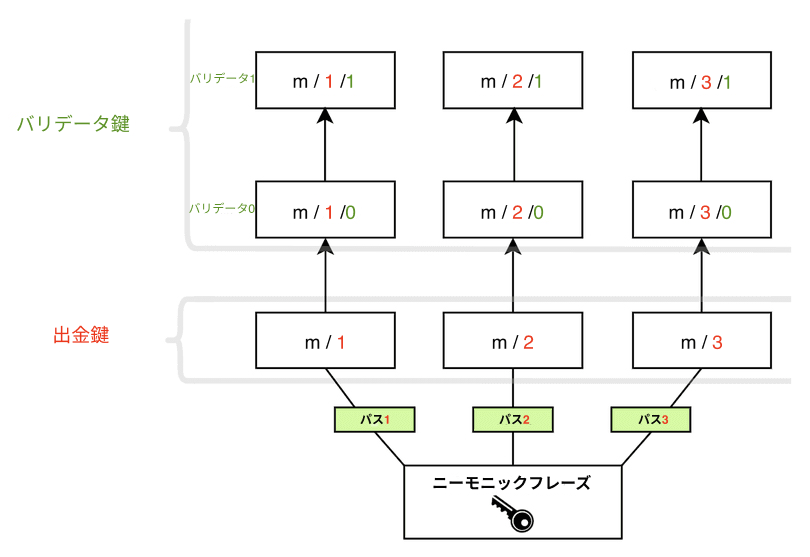 バリデータ1
m / 1 /1
m / 2 /1
m / 3 /1
バリデータ鍵
バリデータ0
m / 1 /0
m / 2 /0
m / 3 /0
出金鍵
m / 1
m / 2
m / 3
パス1
パス2
パス3
ニーモニックフレーズ